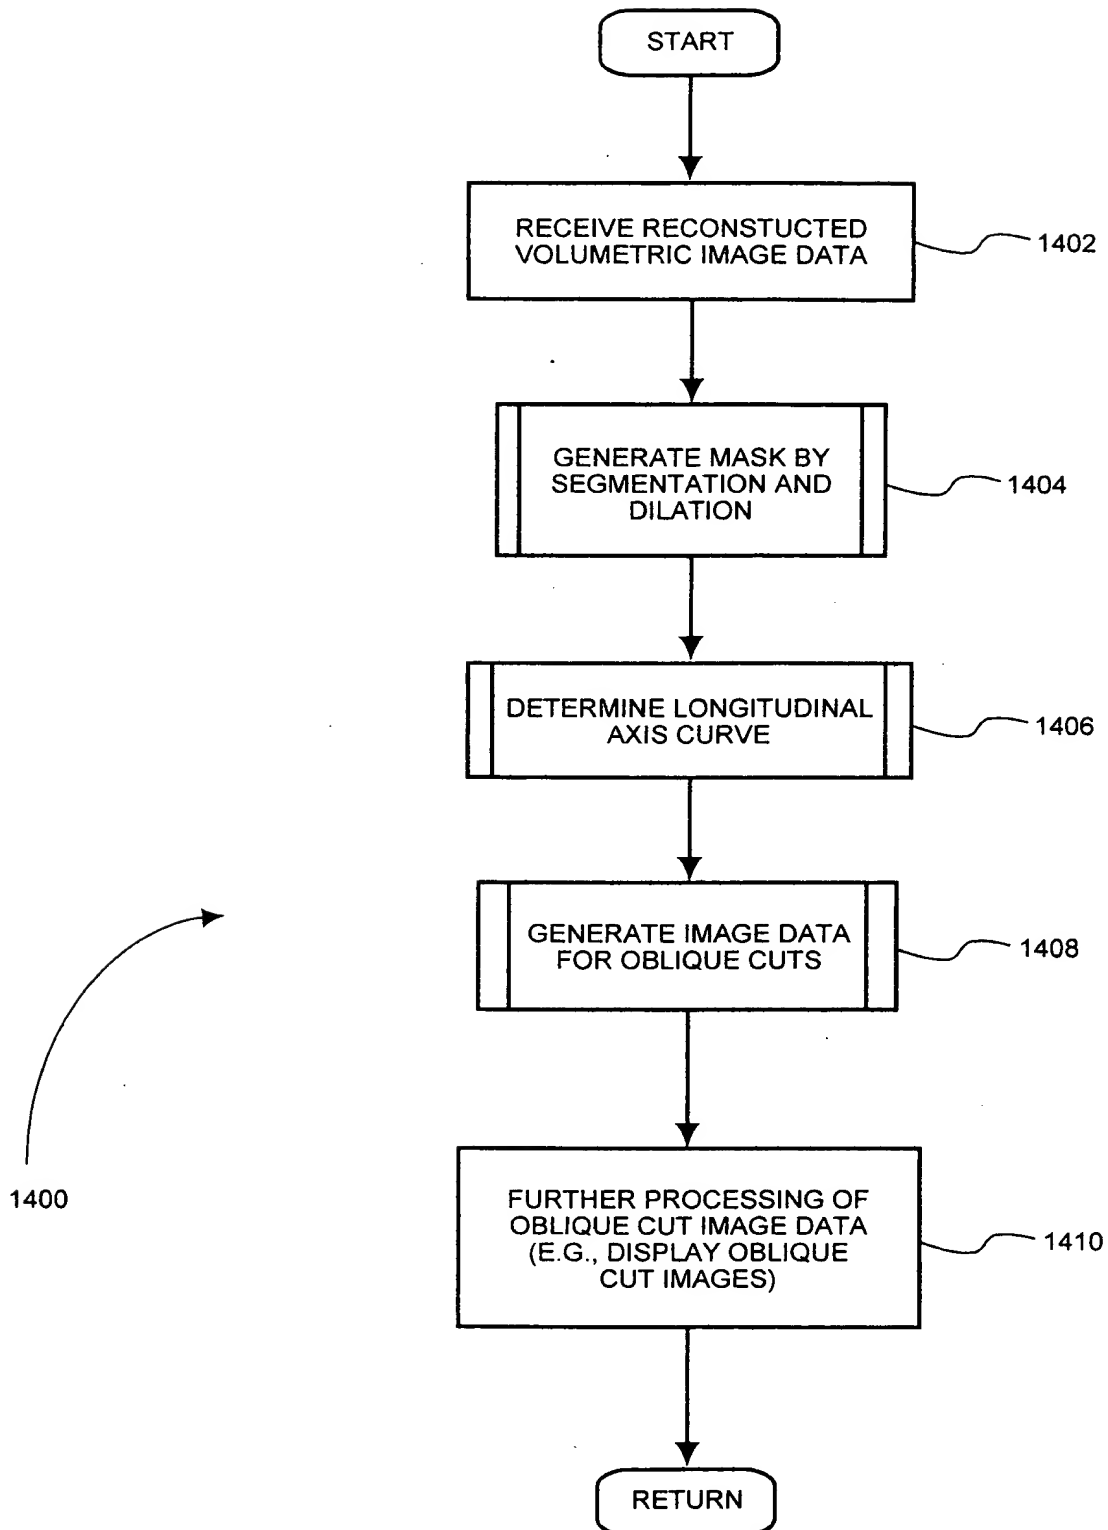 START
RECEIVE RECONSTUCTED
VOLUMETRIC IMAGE DATA
1402
GENERATE MASK BY
SEGMENTATION AND
DILATION
1404
DETERMINE LONGITUDINAL
AXIS CURVE
1406
GENERATE IMAGE DATA
FOR OBLIQUE CUTS
1408
1400
FURTHER PROCESSING OF
OBLIQUE CUT IMAGE DATA
(E.G., DISPLAY OBLIQUE
CUT IMAGES)
1410
RETURN